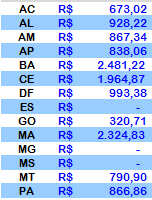 AC R$ 673,02
AL R$ 928,22
AM R$ 867,34
AP R$ 838,06
BA R$ 2.481,22
CE R$ 1.964,87
DF R$ 993,38
ES R$ -
GO R$ 320,71
MA R$ 2.324,83
MG R$ -
MS R$ -
MT R$ 790,90
PA R$ 866,86